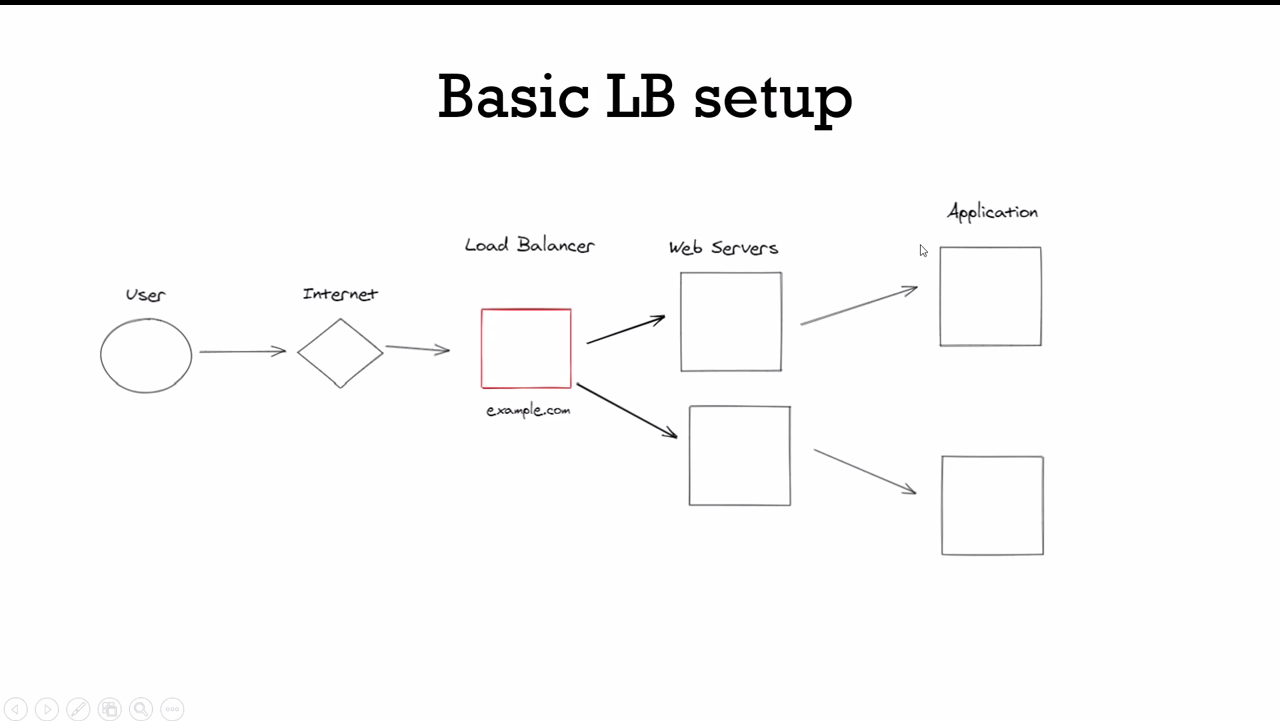 Basic LB setup
User
Internet
Load Balancer
example.com
Web Servers
Application